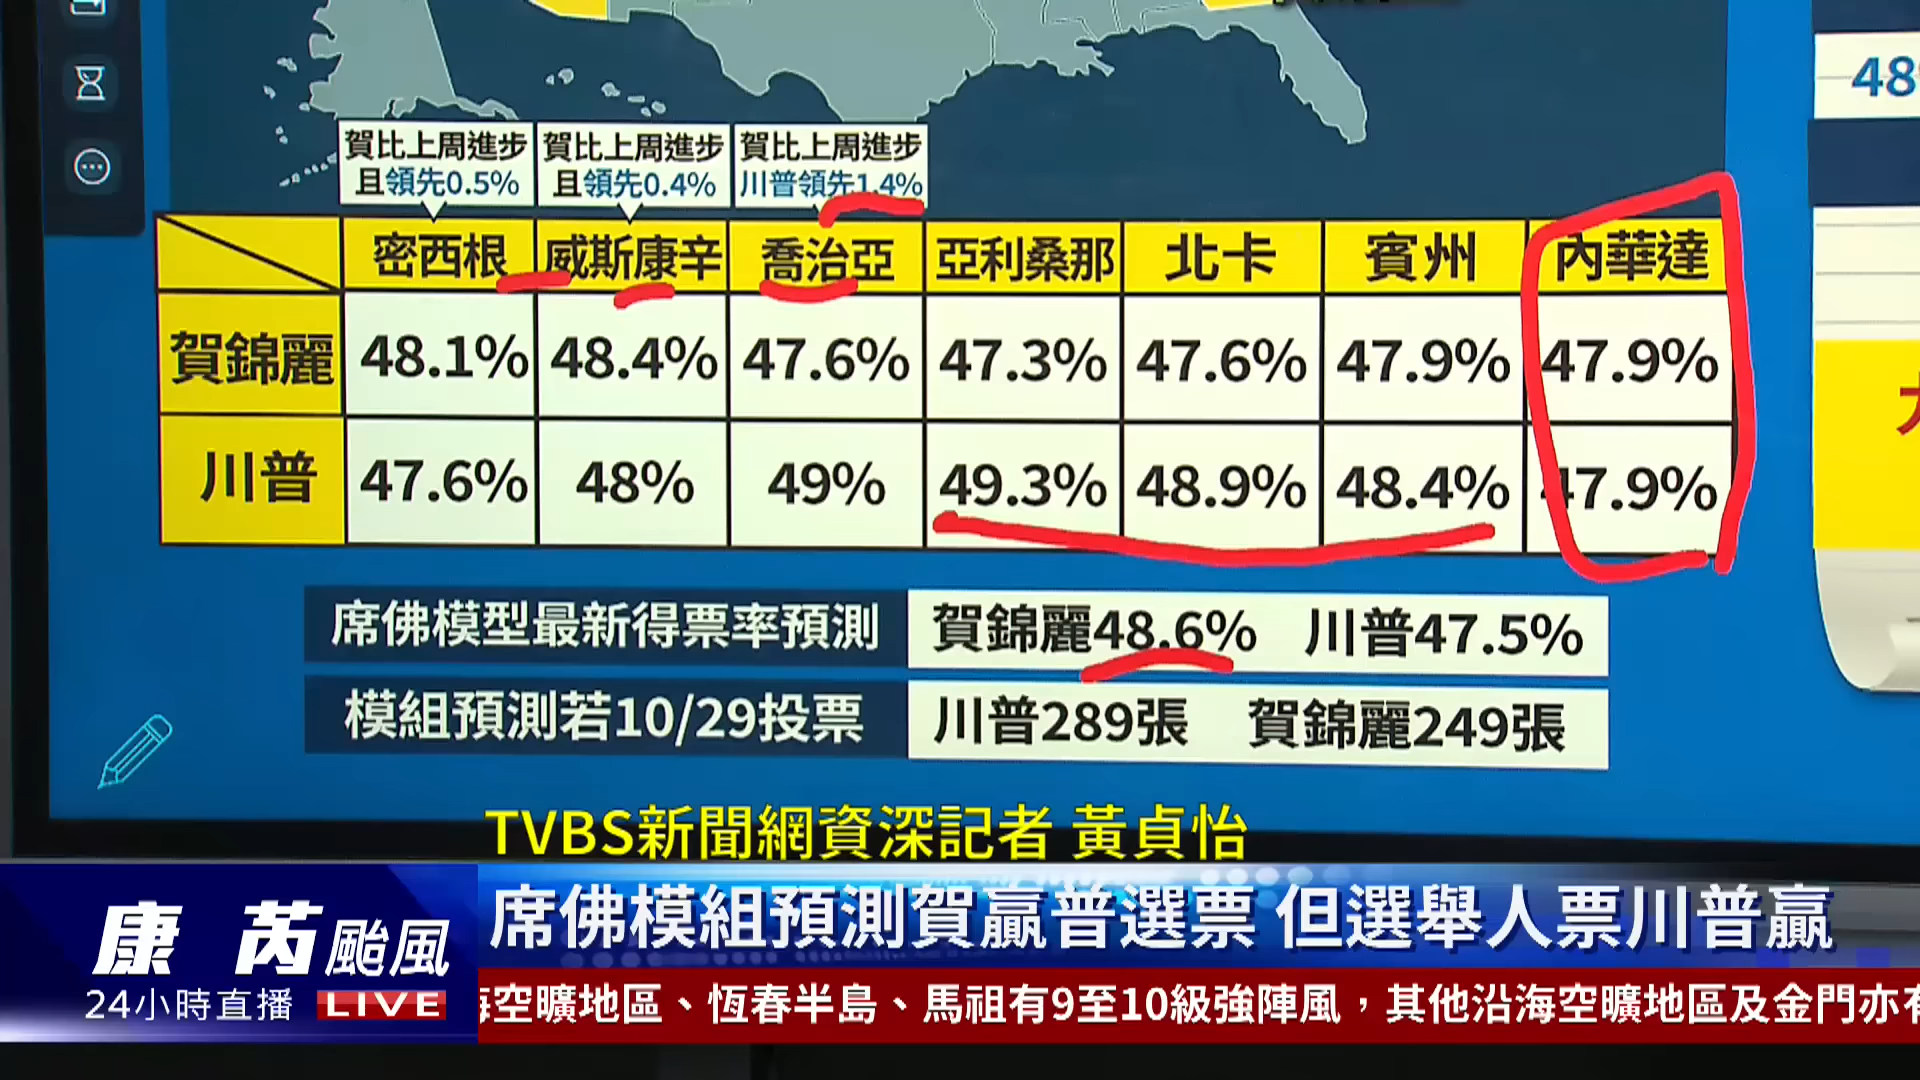 48
賀比上周進步
且領先0.5%
賀比上周進步
且領先0.4%
賀比上周進步
川普領先1.4%
密西根 威斯康辛 喬治亞 亞利桑那 北卡 賓州 內華達
賀錦麗 48.1% 48.4% 47.6% 47.3% 47.6% 47.9% 47.9%
川普 47.6% 48% 49% 49.3% 48.9% 48.4% 47.9%
席佛模型最新得票率預測 賀錦麗48.6% 川普47.5%
模組預測若10/29投票 川普289張 賀錦麗249張
TVBS新聞網資深記者 黃貞怡
康芮颱風
24小時直播 LIVE
席佛模組預測賀贏普選票 但選舉人票川普贏
空曠地區、恆春半島、馬祖有9至10級強陣風，其他沿海空曠地區及金門亦有